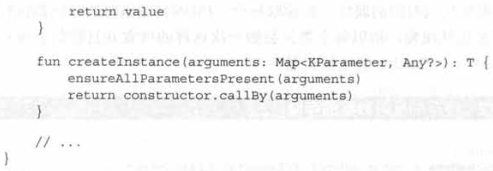 return value
    }

    fun createInstance(arguments: Map<KParameter, Any?>): T {
        ensureAllParametersPresent(arguments)
        return constructor.callBy(arguments)
    }

    // ...
}